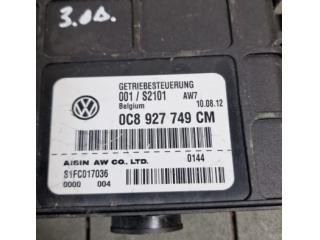 3.0D.
GETRIEBESTEUERUNG
001 / S2101 AW7
Belgium 10.08.12
0C8 927 749 CM
AISIN AW CO., LTD. 0144
S1FC017036
0000 004